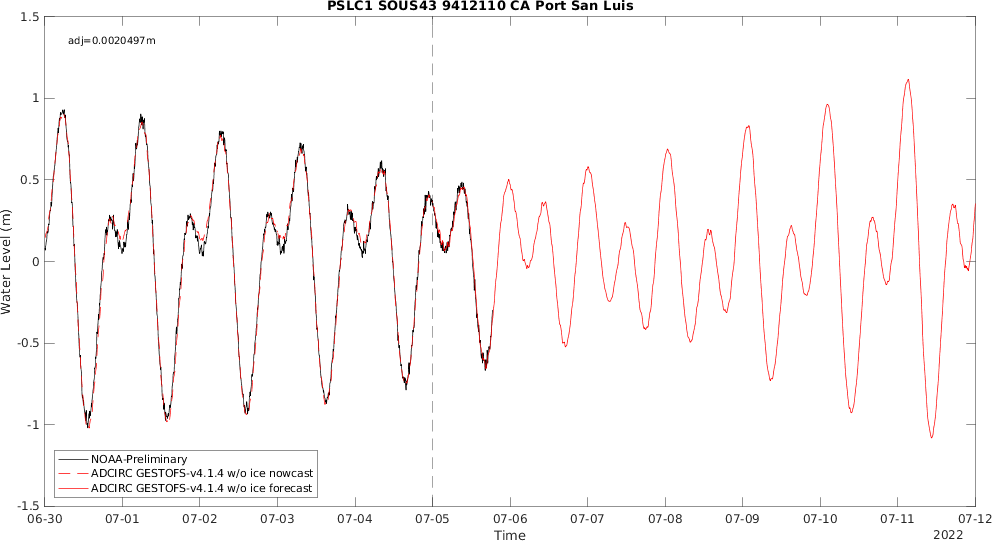 PSLC1 SOUS43 9412110 CA Port San Luis
adj=0.0020497m
1.5
1
0.5
0
-0.5
-1
-1.5
Water Level (m)
NOAA-Preliminary
ADCIRC GESTOFS-v4.1.4 w/o ice nowcast
ADCIRC GESTOFS-v4.1.4 w/o ice forecast
06-30 07-01 07-02 07-03 07-04 07-05 07-06 07-07 07-08 07-09 07-10 07-11 07-12
Time
2022